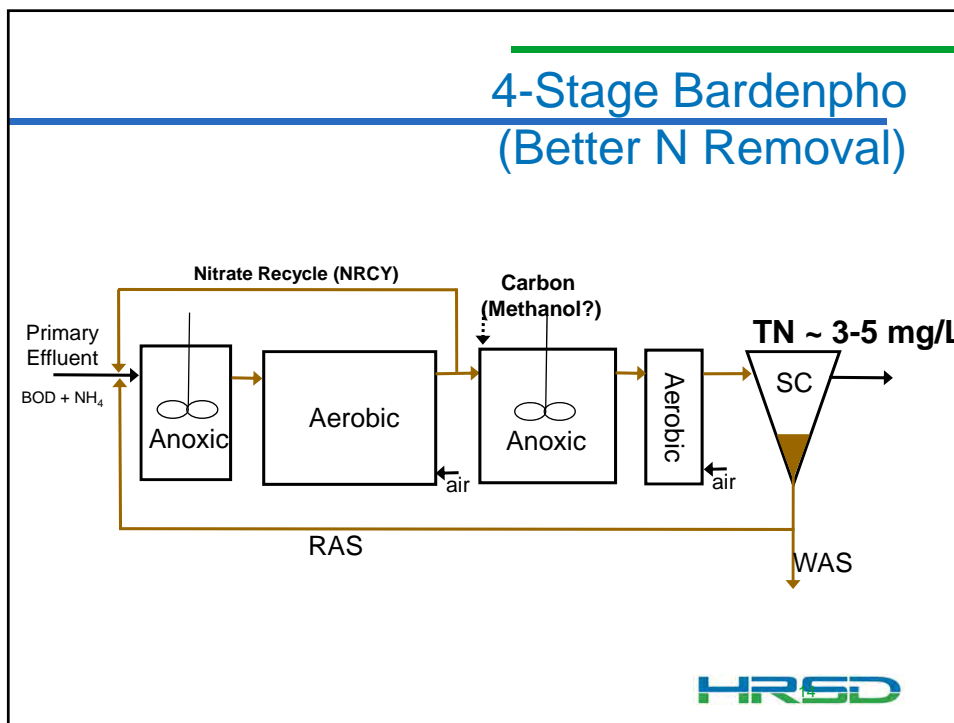 4-Stage Bardenpho
(Better N Removal)
Nitrate Recycle (NRCY)
Carbon
(Methanol?)
Primary
Effluent
BOD + NH₄
TN ~ 3-5 mg/L
SC
Anoxic
Aerobic
Anoxic
Aerobic
air
air
RAS
WAS
HRSD
14